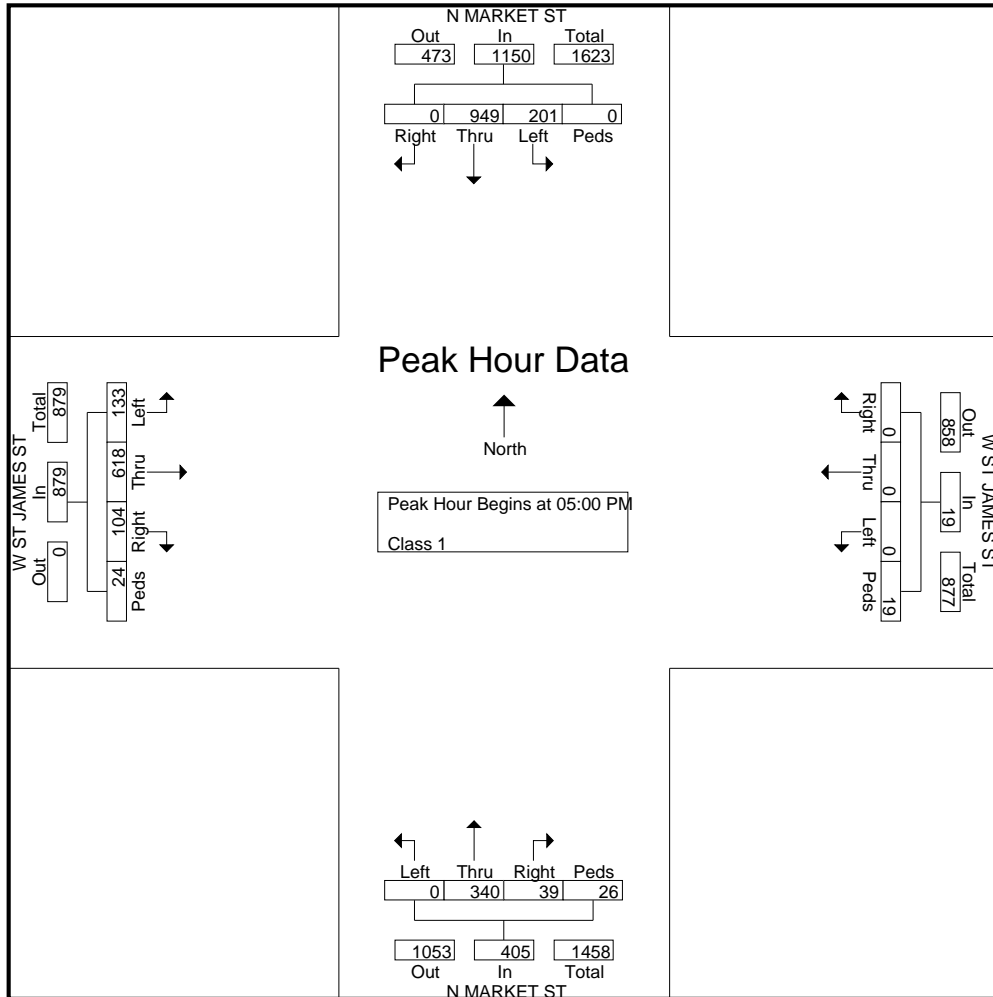 N MARKET ST
Out In Total
473 1150 1623
0 949 201 0
Right Thru Left Peds
Peak Hour Data
North
Peak Hour Begins at 05:00 PM
Class 1
W ST JAMES ST
Total In Out
879 879 0
133 618 104 24
Left Thru Right Peds
W ST JAMES ST
Out In Total
858 19 877
0 0 0 19
Right Thru Left Peds
Left Thru Right Peds
0 340 39 26
1053 405 1458
Out In Total
N MARKET ST